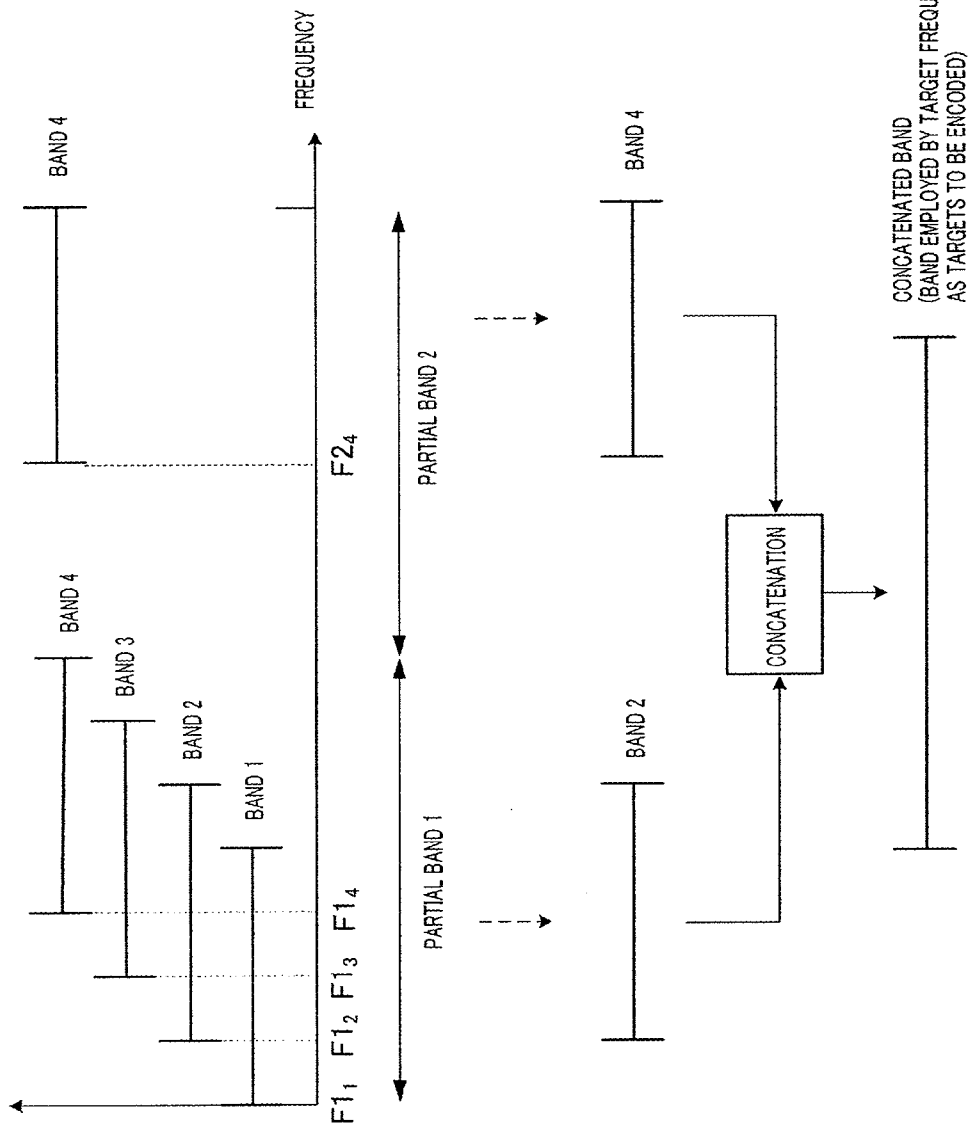 BAND 4
BAND 4
BAND 3
BAND 2
BAND 1
FREQUENCY
F1₁ F1₂ F1₃ F1₄ F2₄
PARTIAL BAND 1
PARTIAL BAND 2
BAND 2
BAND 4
CONCATENATION
CONCATENATED BAND
(BAND EMPLOYED BY TARGET
AS TARGETS TO BE ENCODED)